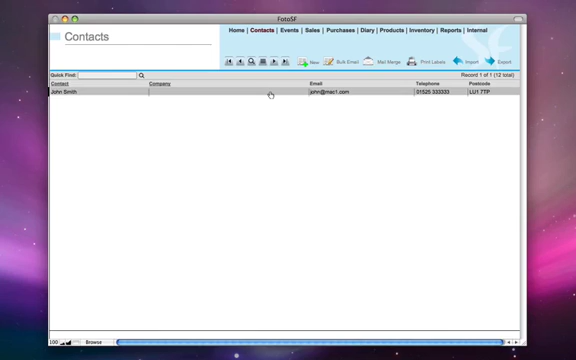 FotoSF
Contacts
Home | Contacts | Events | Sales | Purchases | Diary | Products | Inventory | Reports | Internal
New Bulk Email Mail Merge Print Labels Import Export
Quick Find:
Record 1 of 1 (12 total)
Contact Company Email Telephone Postcode
John Smith john@mac1.com 01525 333333 LU1 7TP
100 Browse